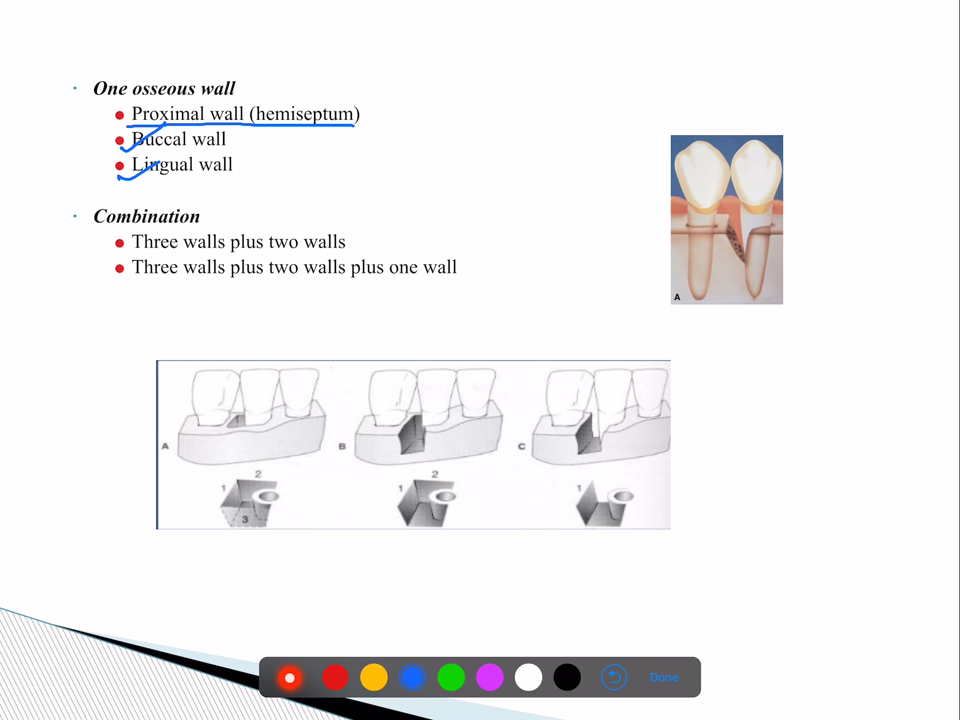 One osseous wall
Proximal wall (hemiseptum)
Buccal wall
Lingual wall
Combination
Three walls plus two walls
Three walls plus two walls plus one wall
A
A
B
C
2
1
3
2
1
1
Done